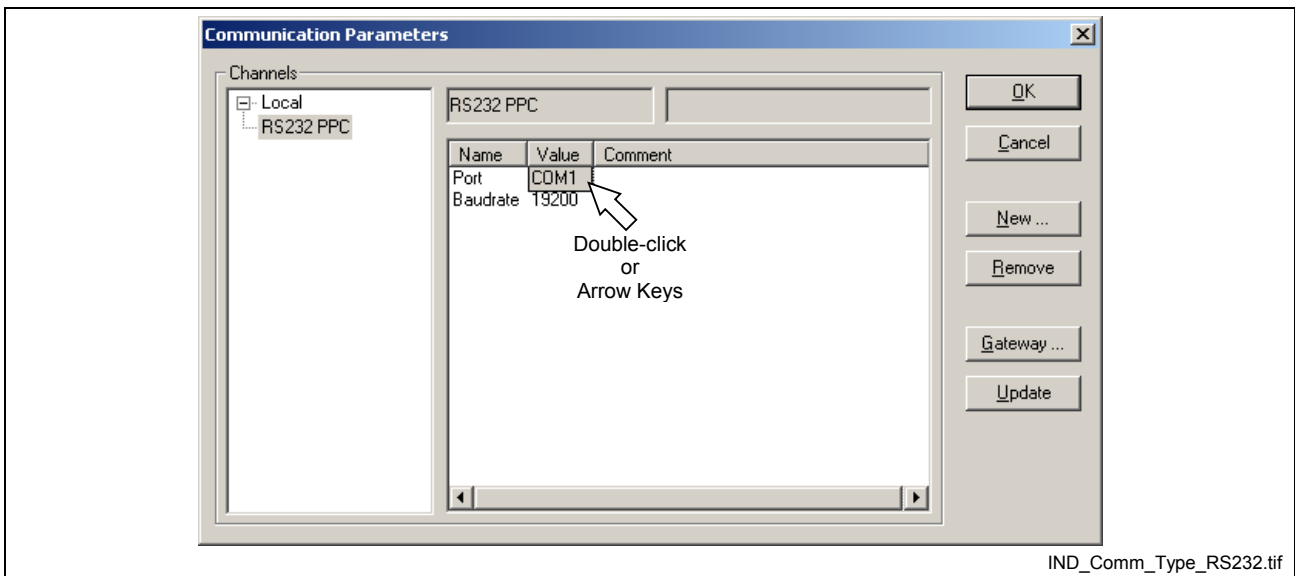 Communication Parameters
Channels
Local
RS232 PPC
RS232 PPC
Name Value Comment
Port COM1
Baudrate 19200
Double-click
or
Arrow Keys
OK
Cancel
New ...
Remove
Gateway ...
Update
IND_Comm_Type_RS232.tif